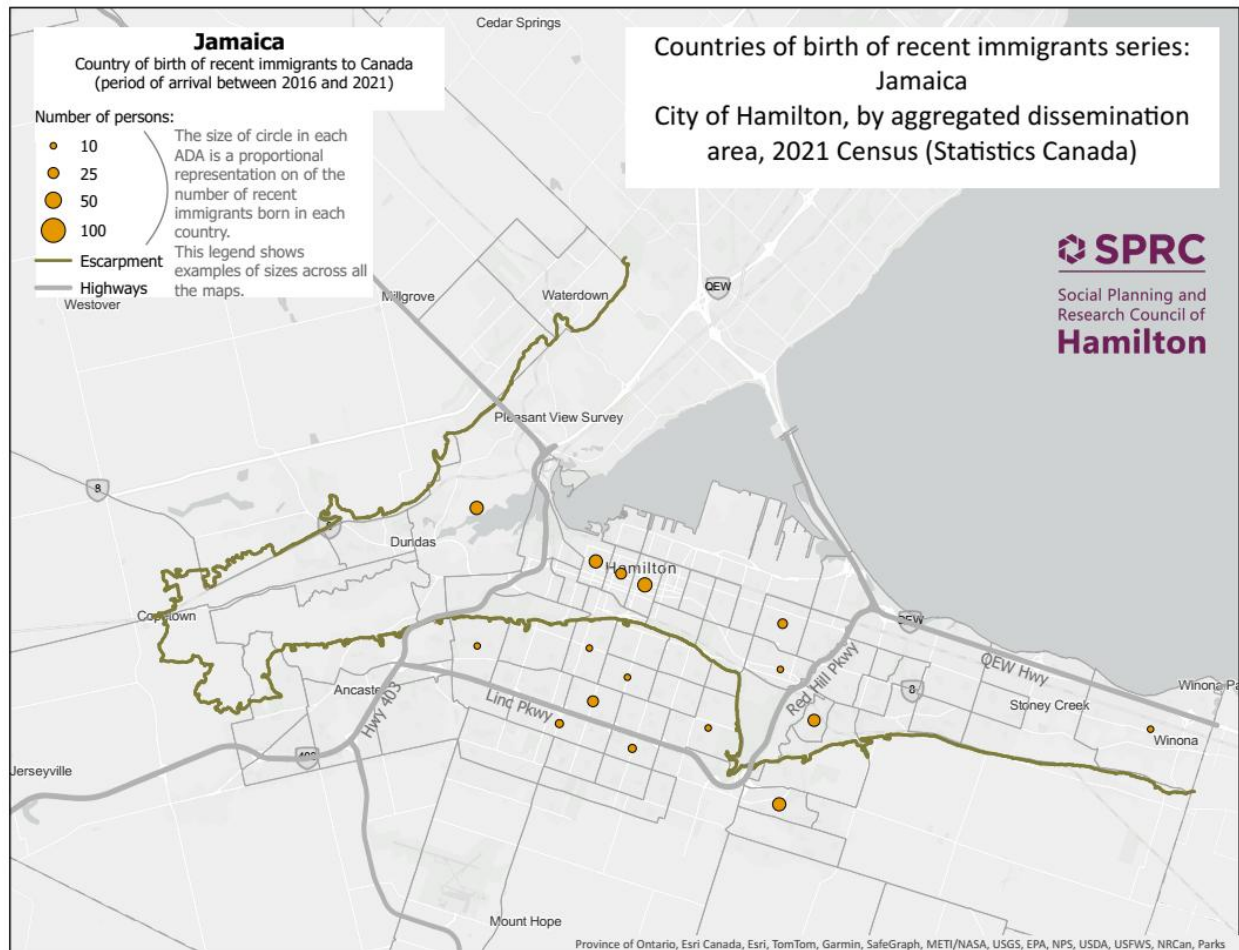 Jamaica
Country of birth of recent immigrants to Canada
(period of arrival between 2016 and 2021)
Number of persons:
10
25
50
100
The size of circle in each
ADA is a proportional
representation on of the
number of recent
immigrants born in each
country.
This legend shows
examples of sizes across all
the maps.
Escarpment
Highways
Countries of birth of recent immigrants series:
Jamaica
City of Hamilton, by aggregated dissemination
area, 2021 Census (Statistics Canada)
SPRC
Social Planning and
Research Council of
Hamilton
Cedar Springs
Westover
Millgrove
Waterdown
QEW
Pleasant View Survey
8
Dundas
Hamilton
Copetown
QEW
Ancaster
Hwy 403
Linc Pkwy
Red Hill Pkwy
QEW Hwy
8
Stoney Creek
Winona Pa
Winona
403
Jerseyville
Mount Hope
Province of Ontario, Esri Canada, Esri, TomTom, Garmin, SafeGraph, METI/NASA, USGS, EPA, NPS, USDA, USFWS, NRCan, Parks